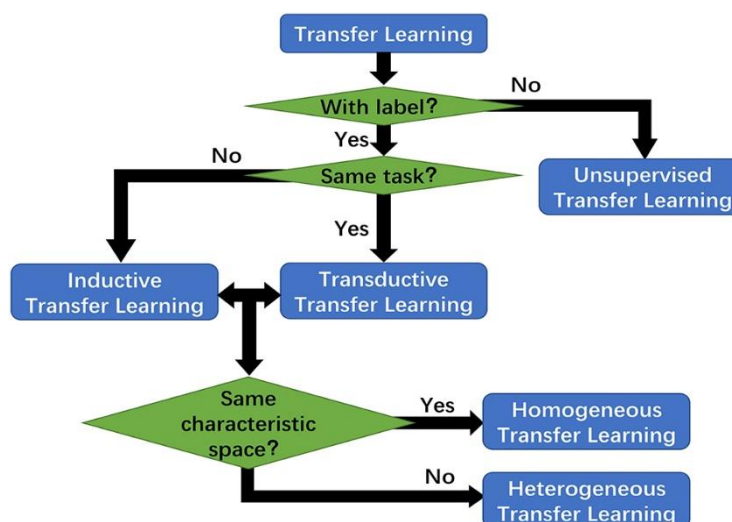 Transfer Learning
With label?
No
Yes
No
Same task?
Unsupervised
Transfer Learning
Yes
Inductive
Transfer Learning
Transductive
Transfer Learning
Same
characteristic
space?
Yes
Homogeneous
Transfer Learning
No
Heterogeneous
Transfer Learning